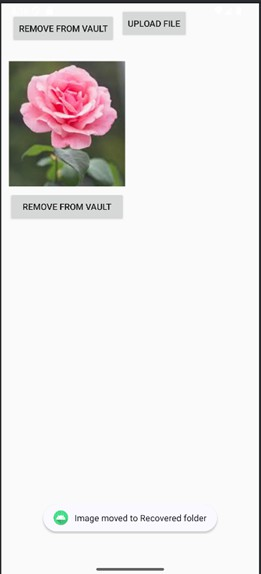 REMOVE FROM VAULT
UPLOAD FILE
REMOVE FROM VAULT
Image moved to Recovered folder